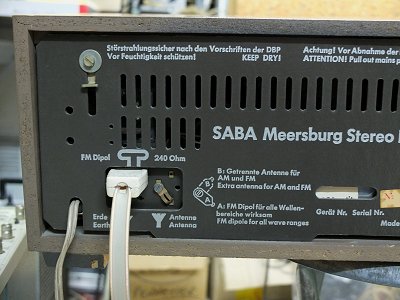 Störstrahlungssicher nach den Vorschriften der DBP
Vor Feuchtigkeit schützen! KEEP DRY!
Achtung! Vor Abnahme der
ATTENTION! Pull out mains p
SABA Meersburg Stereo
FM Dipol 240 Ohm
B: Getrennte Antenne für
AM und FM
Extra antenna for AM and FM
B
A
A: FM Dipol für alle Wellen-
bereiche wirksam
FM dipole for all wave ranges
Erde
Earth
Antenne
Antenna
Gerät Nr. Serial Nr.
Made